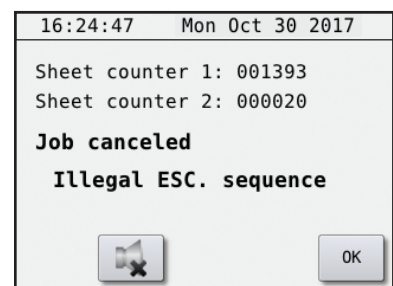 16:24:47 Mon Oct 30 2017
Sheet counter 1: 001393
Sheet counter 2: 000020
Job canceled
Illegal ESC. sequence
OK